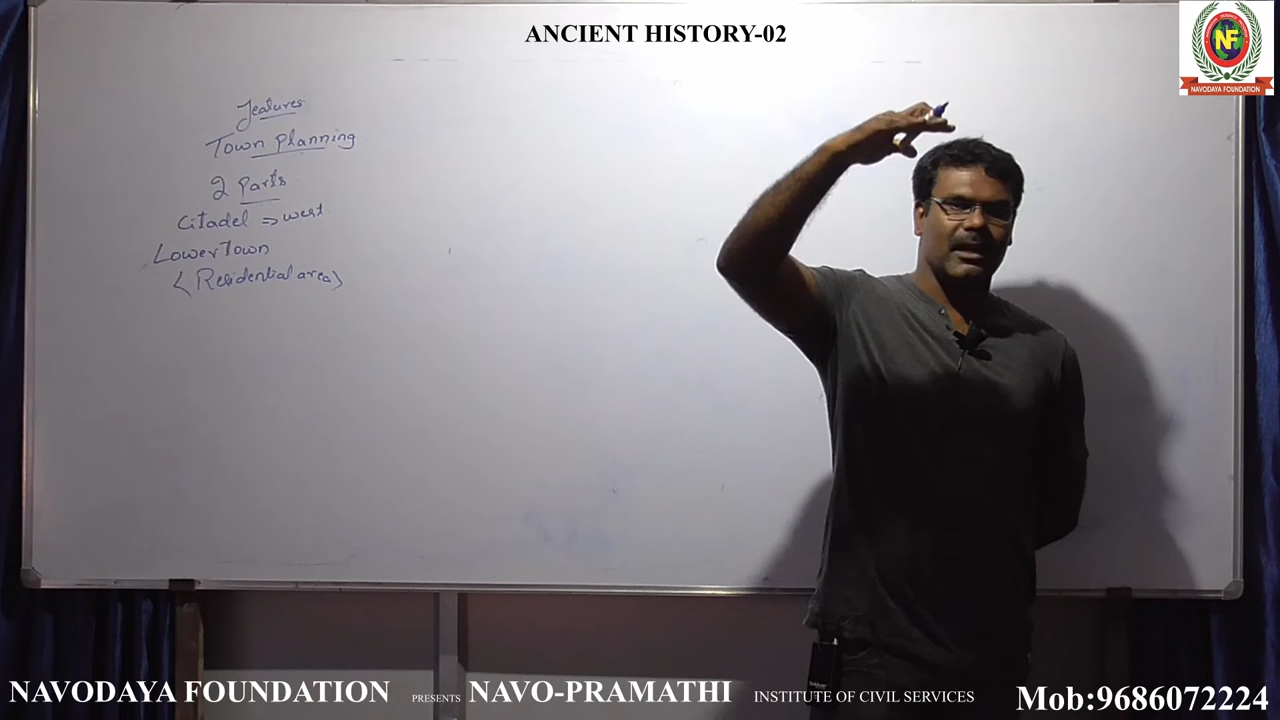 ANCIENT HISTORY-02
NF
NAVODAYA FOUNDATION
Features
Town Planning
2 Parts
Citadel => west
Lower Town
(Residential area)
NAVODAYA FOUNDATION PRESENTS NAVO-PRAMATHI INSTITUTE OF CIVIL SERVICES Mob:9686072224